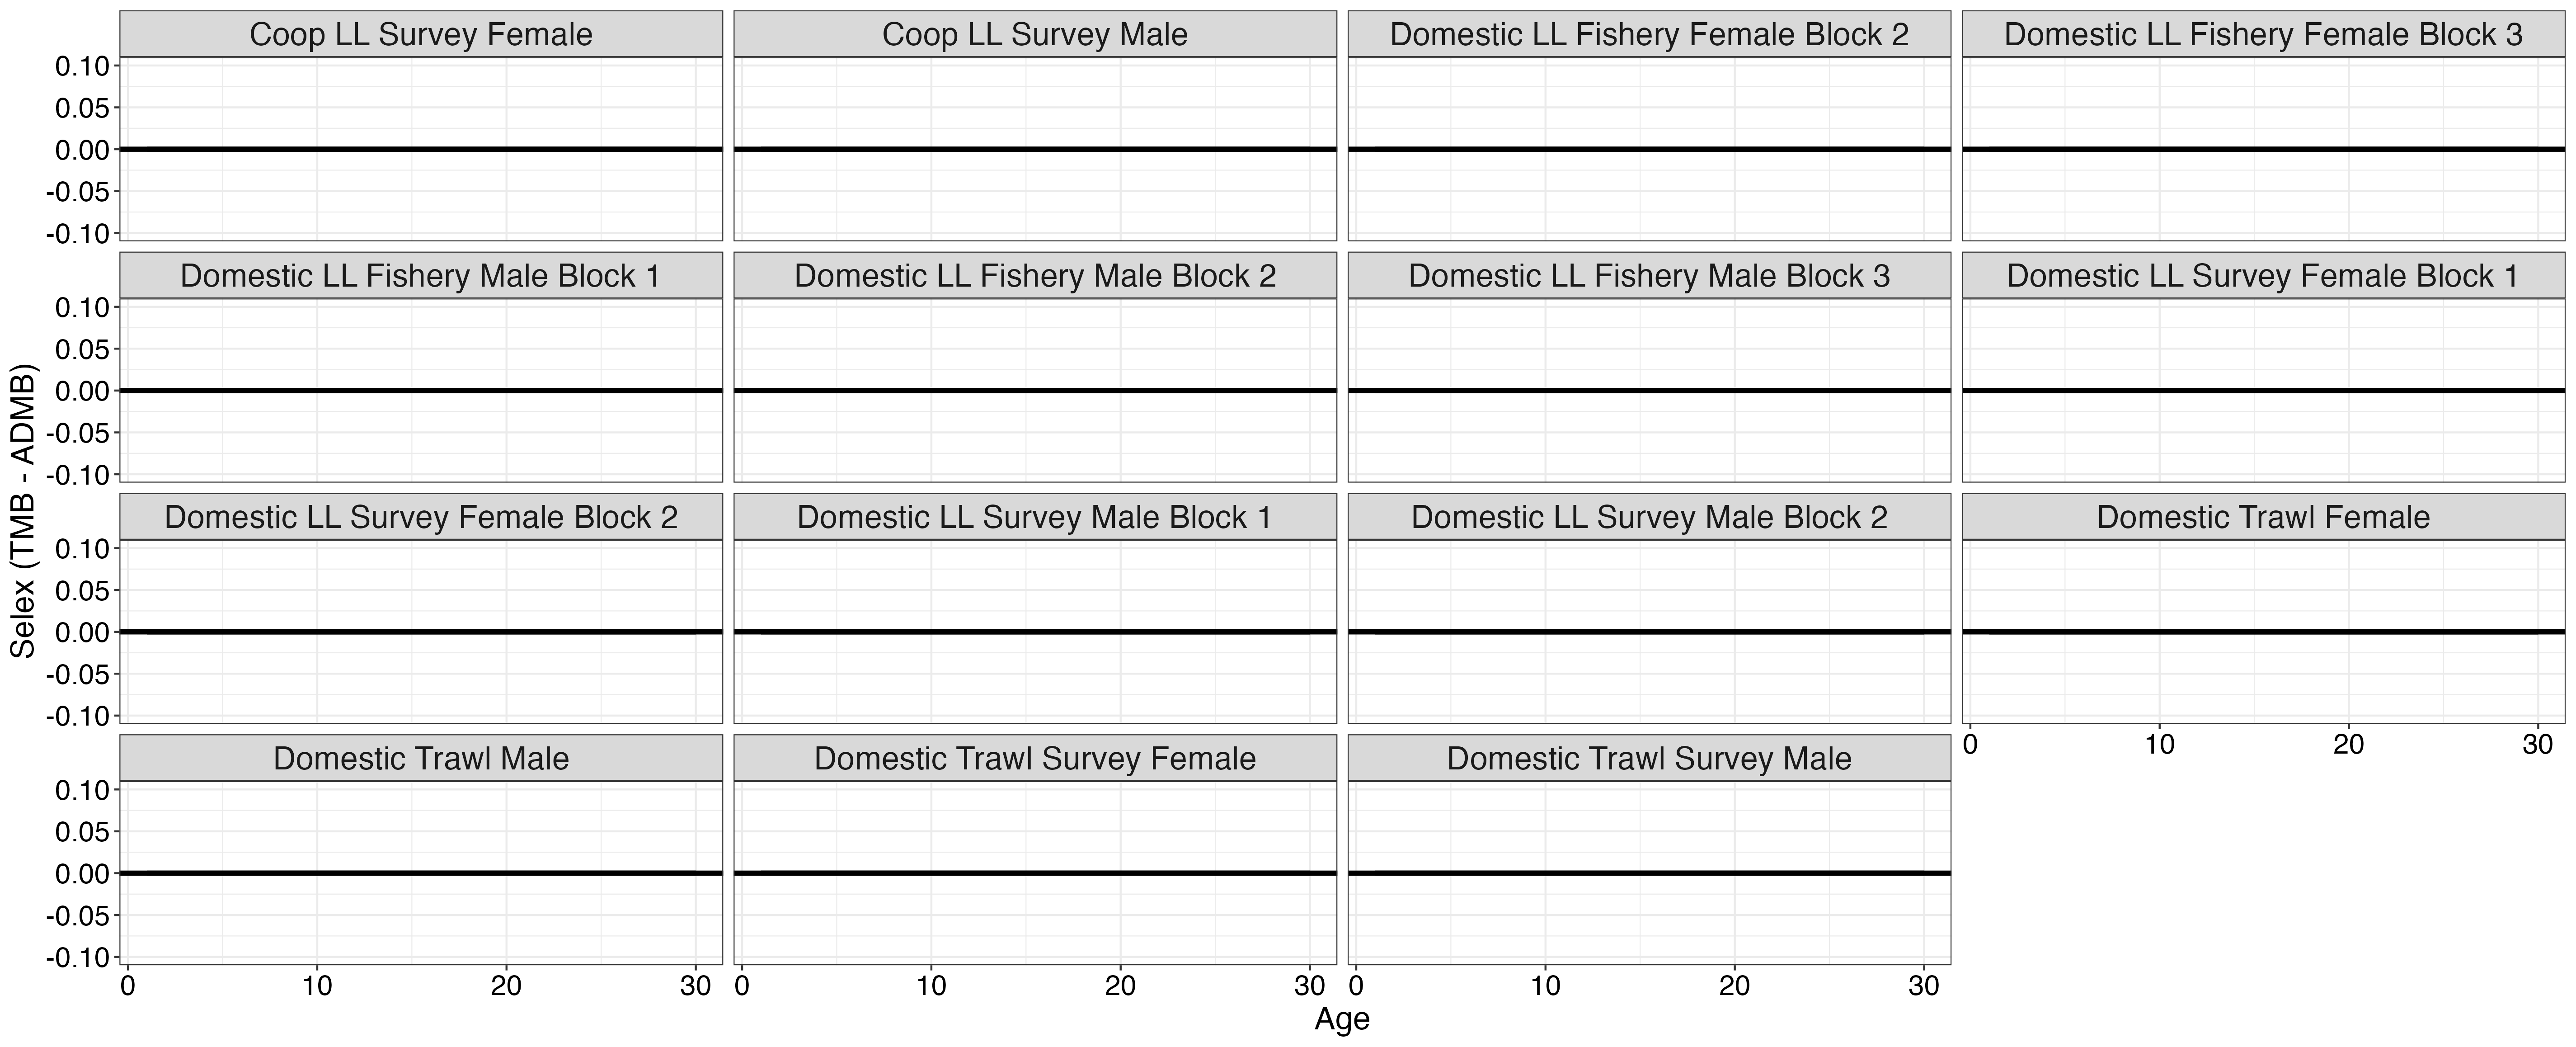 Coop LL Survey Female
Coop LL Survey Male
Domestic LL Fishery Female Block 2
Domestic LL Fishery Female Block 3
0.10
0.05
0.00
-0.05
-0.10
Domestic LL Fishery Male Block 1
Domestic LL Fishery Male Block 2
Domestic LL Fishery Male Block 3
Domestic LL Survey Female Block 1
0.10
0.05
0.00
-0.05
-0.10
Selex (TMB - ADMB)
Domestic LL Survey Female Block 2
Domestic LL Survey Male Block 1
Domestic LL Survey Male Block 2
Domestic Trawl Female
0.10
0.05
0.00
-0.05
-0.10
0 10 20 30
Domestic Trawl Male
Domestic Trawl Survey Female
Domestic Trawl Survey Male
0.10
0.05
0.00
-0.05
-0.10
0 10 20 30
0 10 20 30
0 10 20 30
Age